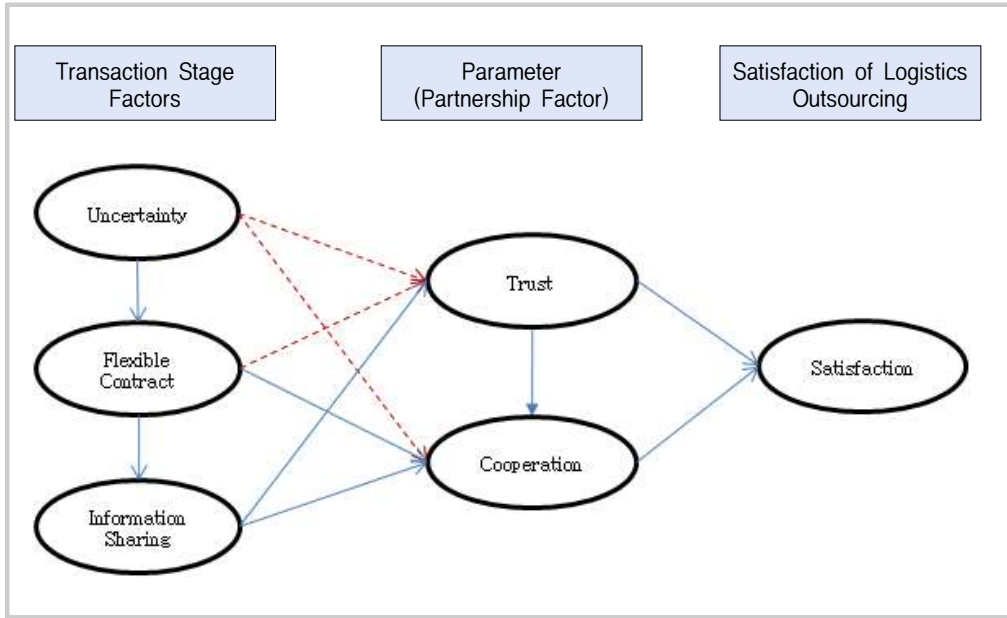 Transaction Stage
Factors
Parameter
(Partnership Factor)
Satisfaction of Logistics
Outsourcing
Uncertainty
Trust
Flexible
Contract
Satisfaction
Cooperation
Information
Sharing